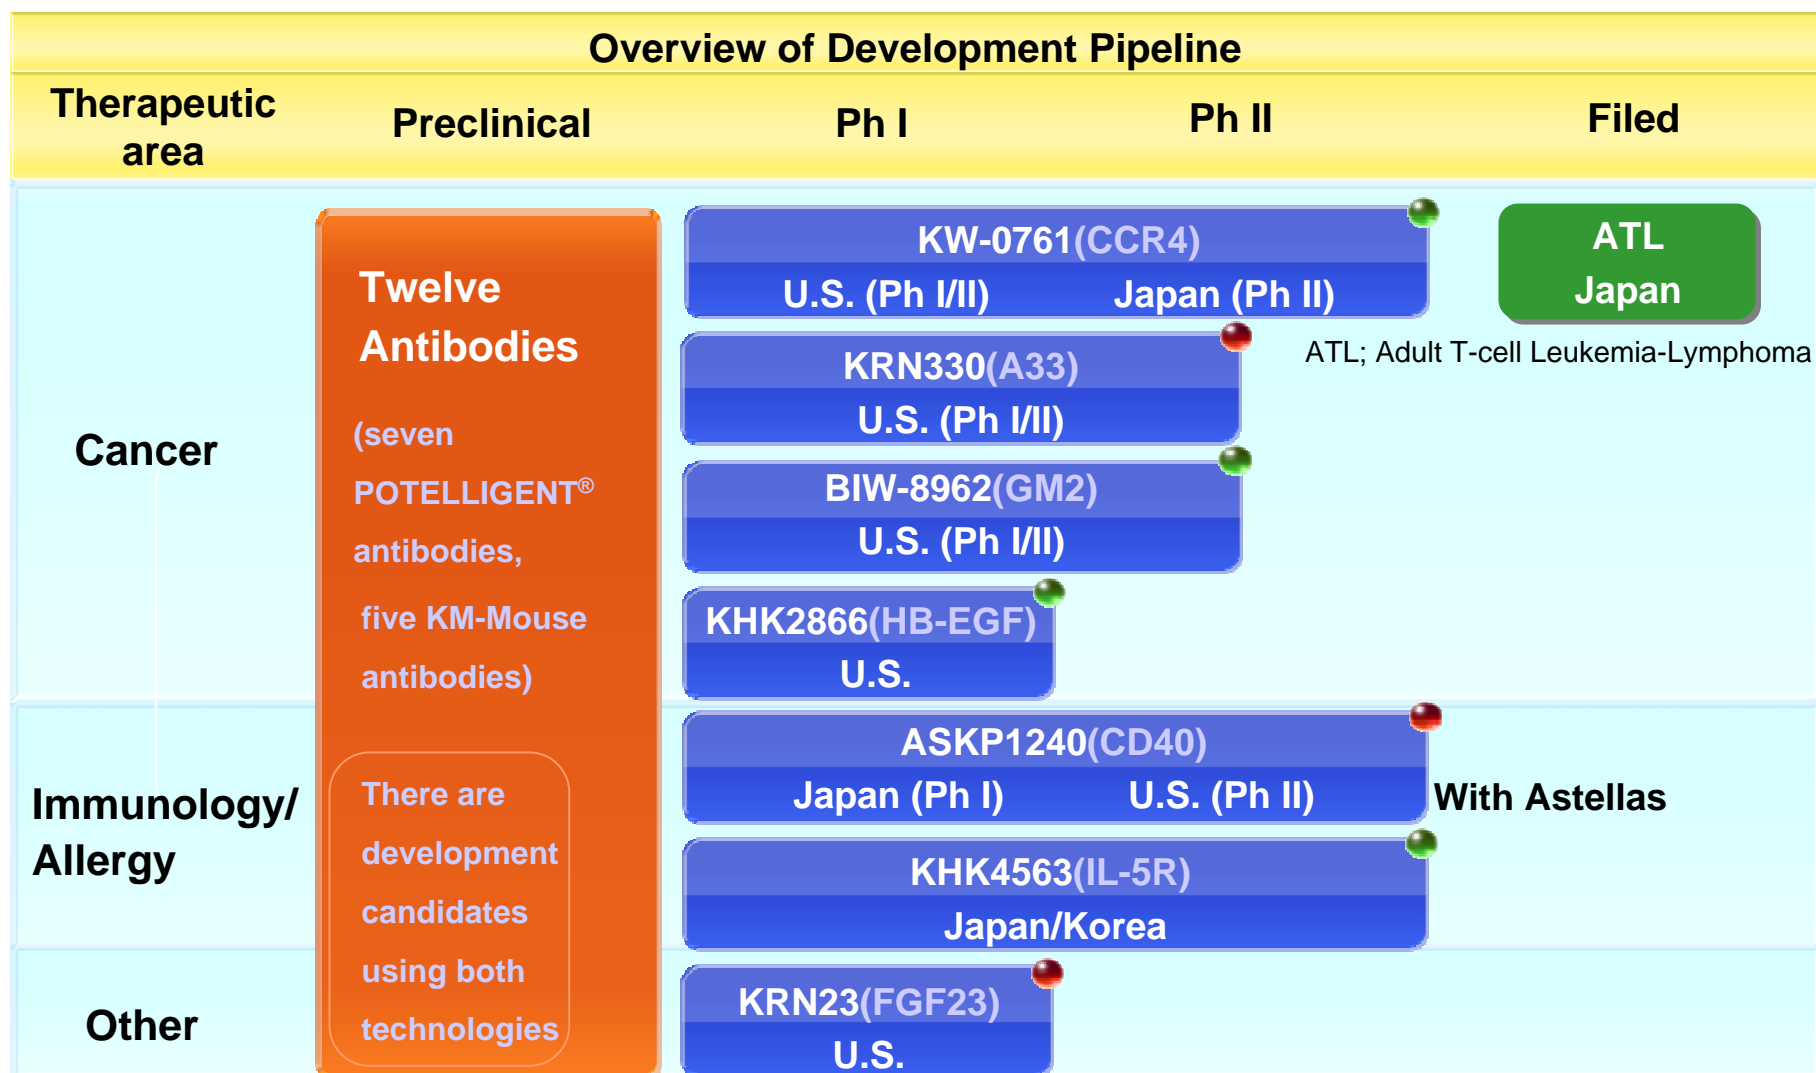 Overview of Development Pipeline
Therapeutic
area
Preclinical
Ph I
Ph II
Filed
Cancer
Twelve
Antibodies
(seven
POTELLIGENT®
antibodies,
five KM-Mouse
antibodies)
There are
development
candidates
using both
technologies
KW-0761(CCR4)
U.S. (Ph I/II) Japan (Ph II)
ATL
Japan
ATL; Adult T-cell Leukemia-Lymphoma
KRN330(A33)
U.S. (Ph I/II)
BIW-8962(GM2)
U.S. (Ph I/II)
KHK2866(HB-EGF)
U.S.
Immunology/
Allergy
ASKP1240(CD40)
Japan (Ph I) U.S. (Ph II)
With Astellas
KHK4563(IL-5R)
Japan/Korea
Other
KRN23(FGF23)
U.S.